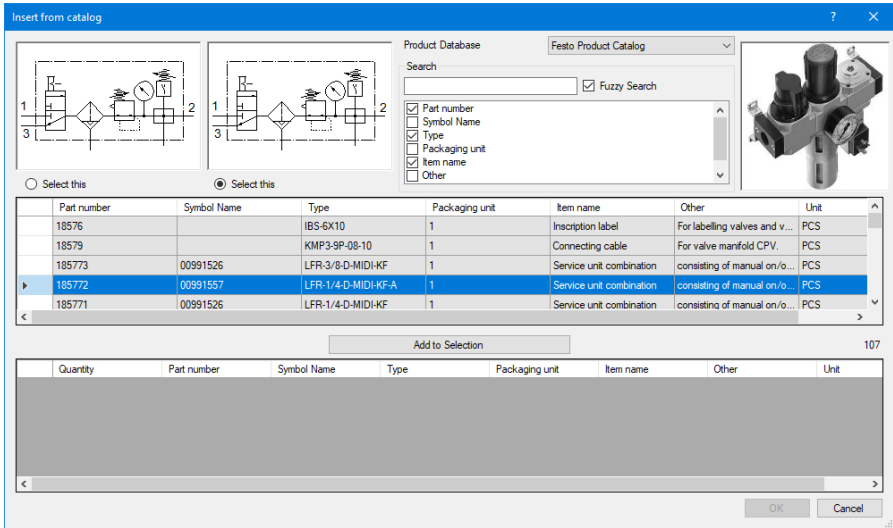 Insert from catalog
? ×
Product Database Festo Product Catalog
Search
Fuzzy Search
Part number
Symbol Name
Type
Packaging unit
Item name
Other
1 2
3
1 2
3
Select this Select this
Part number Symbol Name Type Packaging unit Item name Other Unit
18576 IBS-6X10 1 Inscription label For labelling valves and v... PCS
18579 KMP3-9P-08-10 1 Connecting cable For valve manifold CPV. PCS
185773 00991526 LFR-3/8-D-MIDI-KF 1 Service unit combination consisting of manual on/o... PCS
185772 00991557 LFR-1/4-D-MIDI-KF-A 1 Service unit combination consisting of manual on/o... PCS
185771 00991526 LFR-1/4-D-MIDI-KF 1 Service unit combination consisting of manual on/o... PCS
Add to Selection 107
Quantity Part number Symbol Name Type Packaging unit Item name Other Unit
OK Cancel